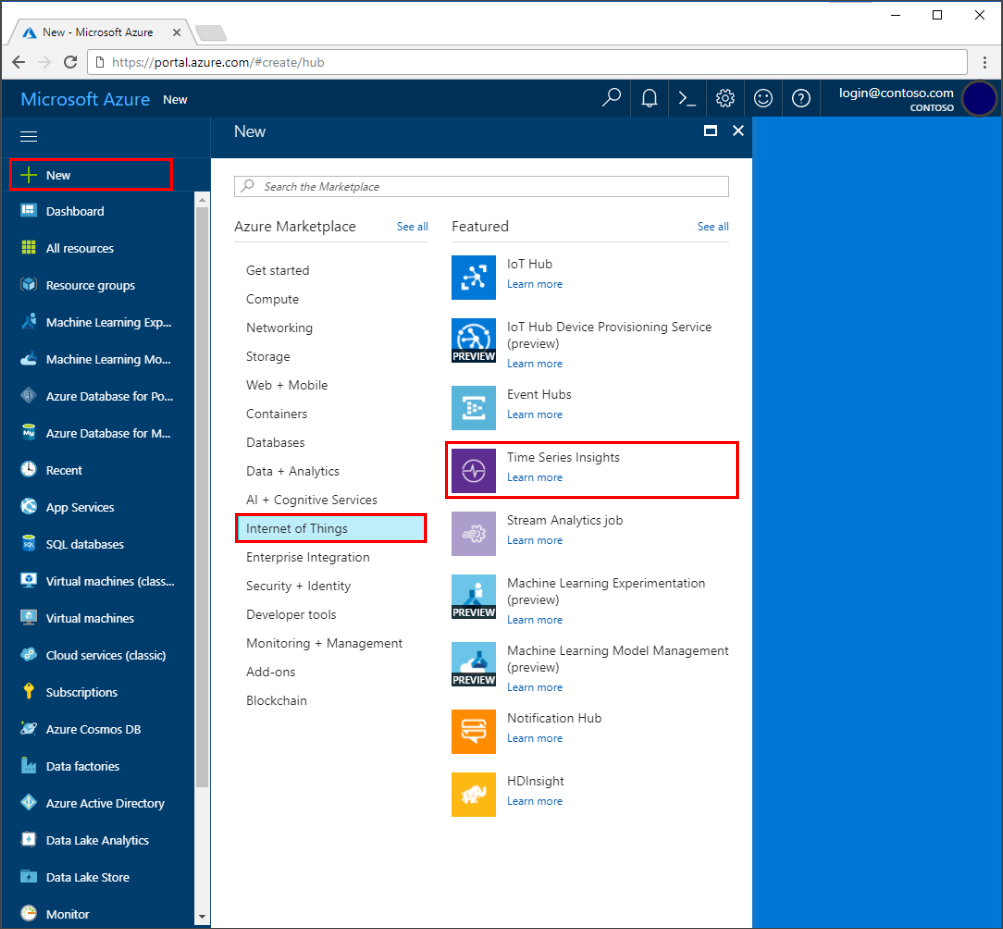 New - Microsoft Azure
https://portal.azure.com/#create/hub
Microsoft Azure New
login@contoso.com
CONTOSO
New
New
Dashboard
All resources
Resource groups
Machine Learning Exp...
Machine Learning Mo...
Azure Database for Po...
Azure Database for M...
Recent
App Services
SQL databases
Virtual machines (class...
Virtual machines
Cloud services (classic)
Subscriptions
Azure Cosmos DB
Data factories
Azure Active Directory
Data Lake Analytics
Data Lake Store
Monitor
Search the Marketplace
Azure Marketplace
See all
Get started
Compute
Networking
Storage
Web + Mobile
Containers
Databases
Data + Analytics
AI + Cognitive Services
Internet of Things
Enterprise Integration
Security + Identity
Developer tools
Monitoring + Management
Add-ons
Blockchain
Featured
See all
IoT Hub
Learn more
PREVIEW
IoT Hub Device Provisioning Service
(preview)
Learn more
Event Hubs
Learn more
Time Series Insights
Learn more
Stream Analytics job
Learn more
PREVIEW
Machine Learning Experimentation
(preview)
Learn more
PREVIEW
Machine Learning Model Management
(preview)
Learn more
Notification Hub
Learn more
HDInsight
Learn more